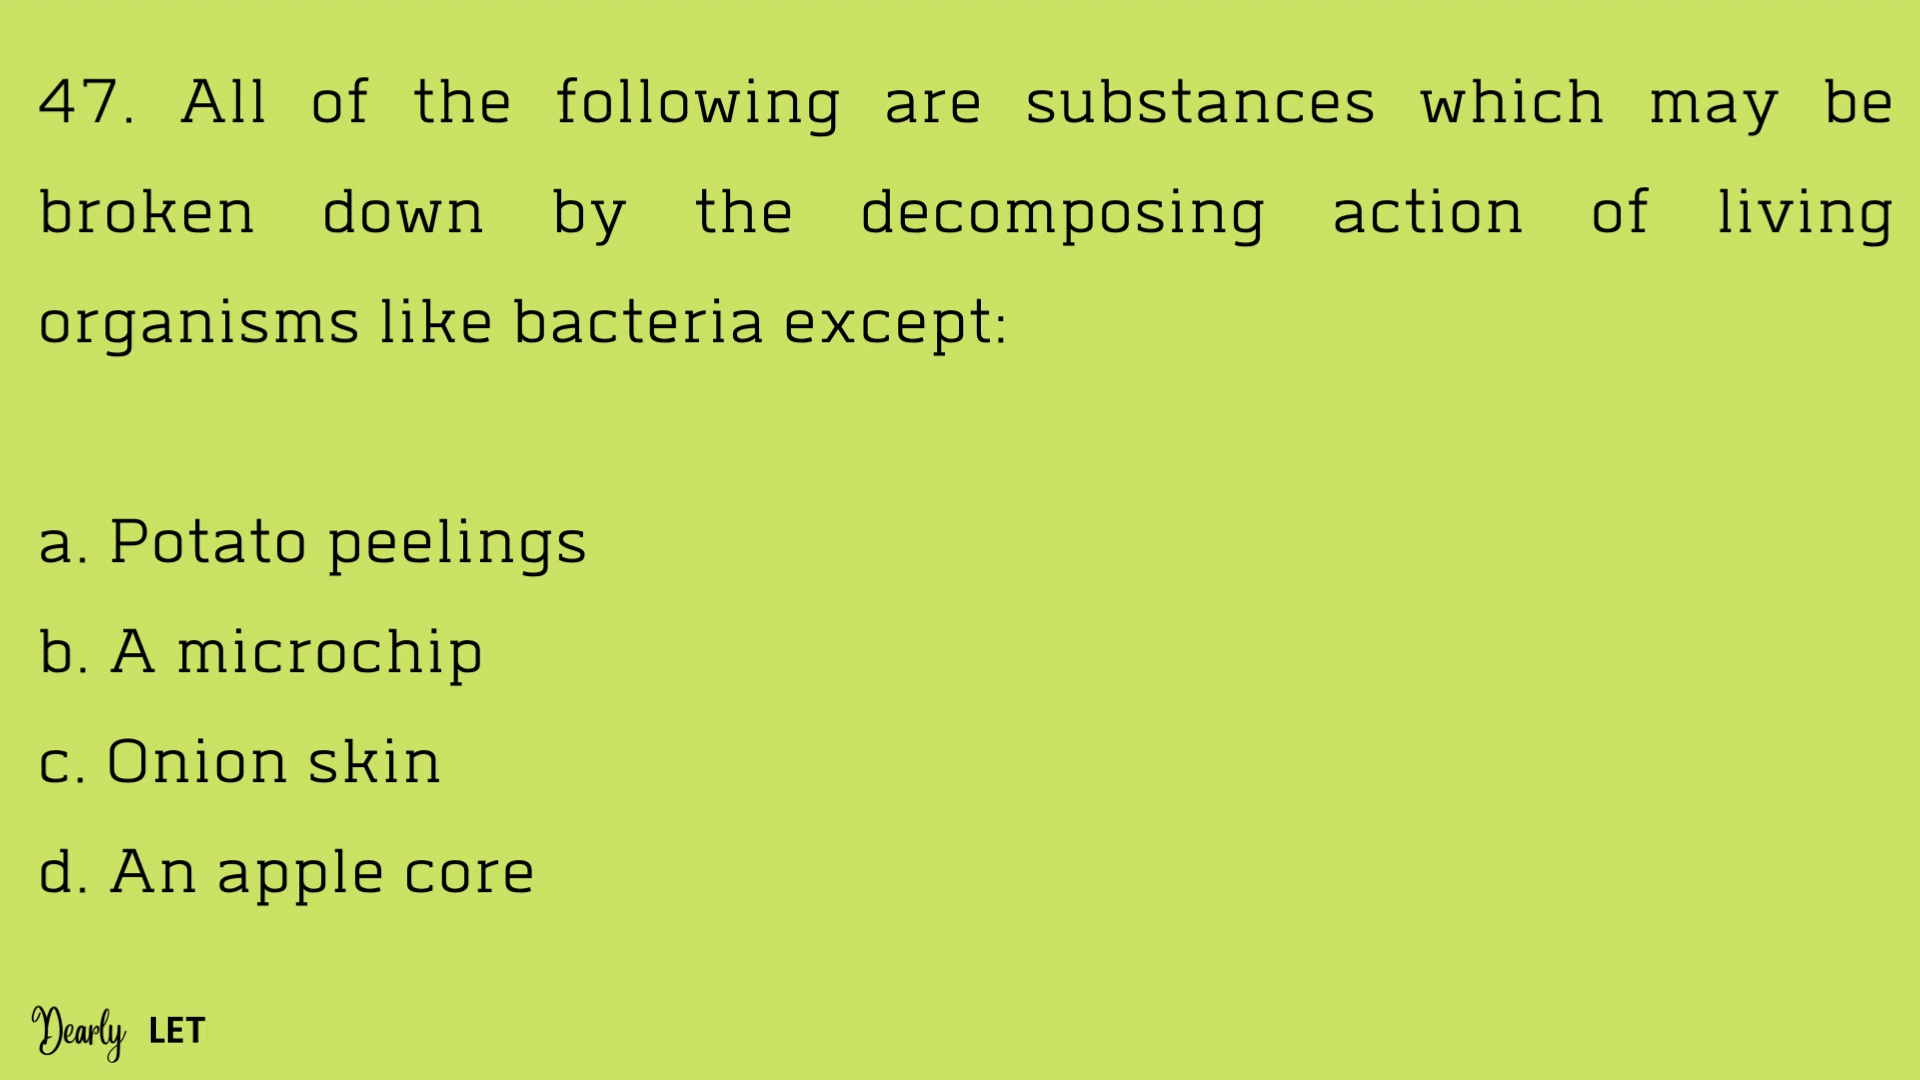 47. All of the following are substances which may be
broken down by the decomposing action of living
organisms like bacteria except:
a. Potato peelings
b. A microchip
c. Onion skin
d. An apple core
Dearly LET